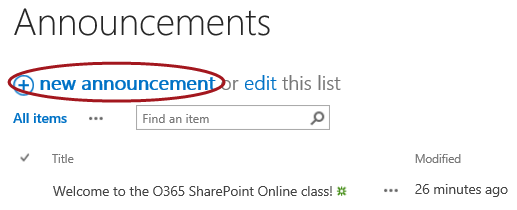 Announcements
new announcement or edit this list
All items ••• Find an item
Title Modified
Welcome to the O365 SharePoint Online class! ••• 26 minutes ago